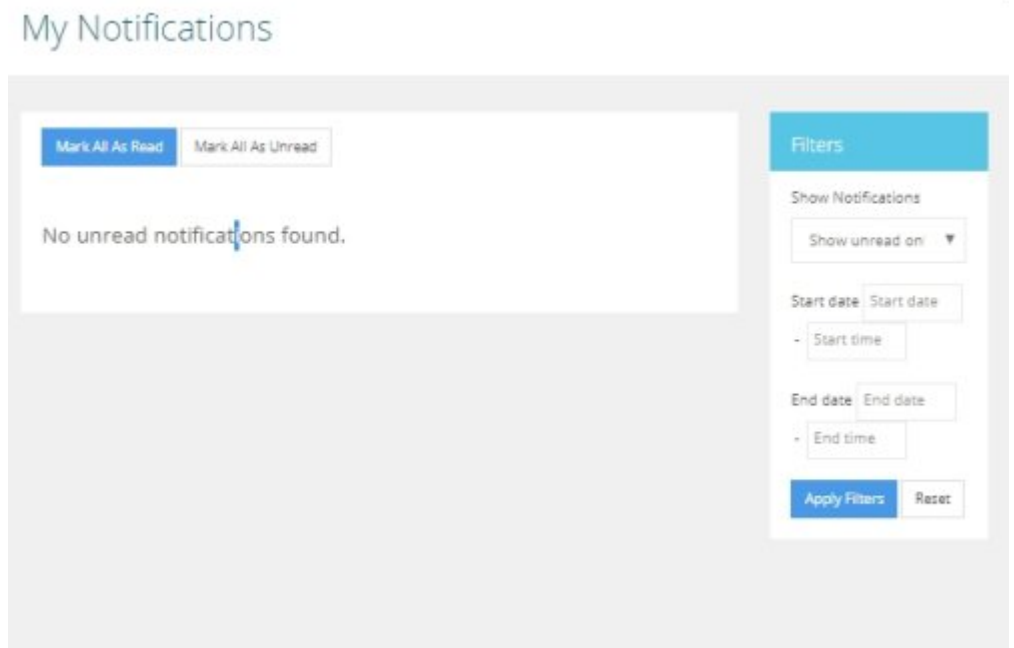 My Notifications
Mark All As Read Mark All As Unread
No unread notifications found.
Filters
Show Notifications
Show unread on
Start date Start date
- Start time
End date End date
- End time
Apply Filters Reset